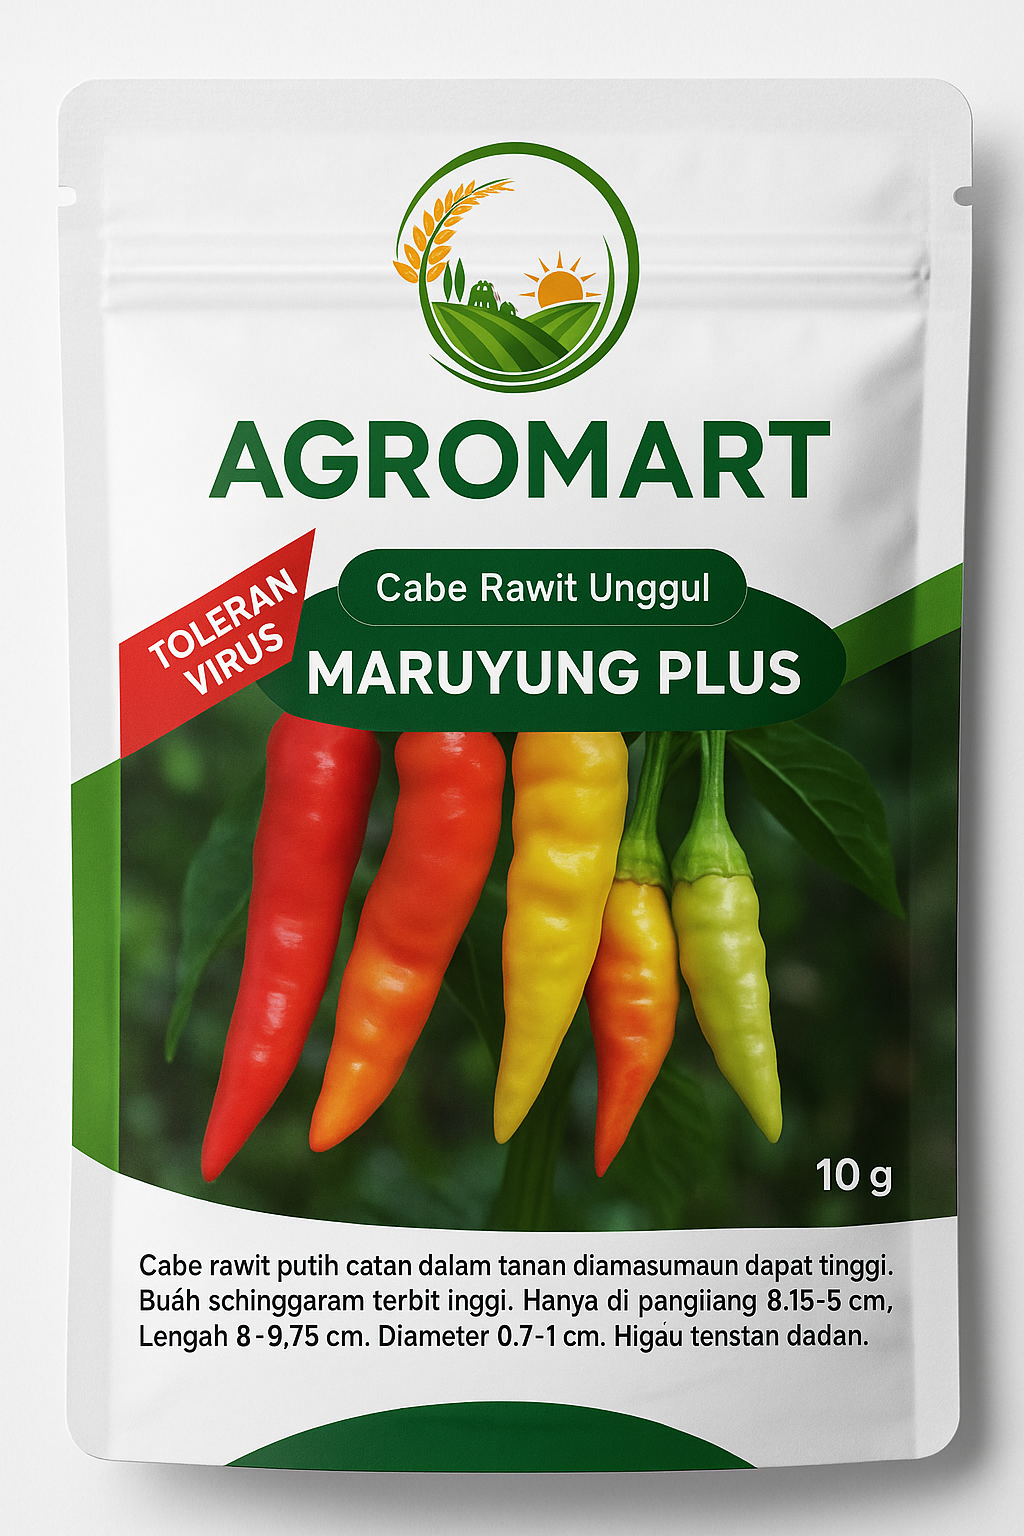 AGROMART
TOLERAN
VIRUS
Cabe Rawit Unggul
MARUYUNG PLUS
10 g
Cabe rawit putih catan dalam tanan diamasumaun dapat tinggi.
Buáh schinggaram terbit inggi. Hanya di pangiiang 8.15-5 cm,
Lengah 8-9,75 cm. Diameter 0.7-1 cm. Higáu tenstan dadan.